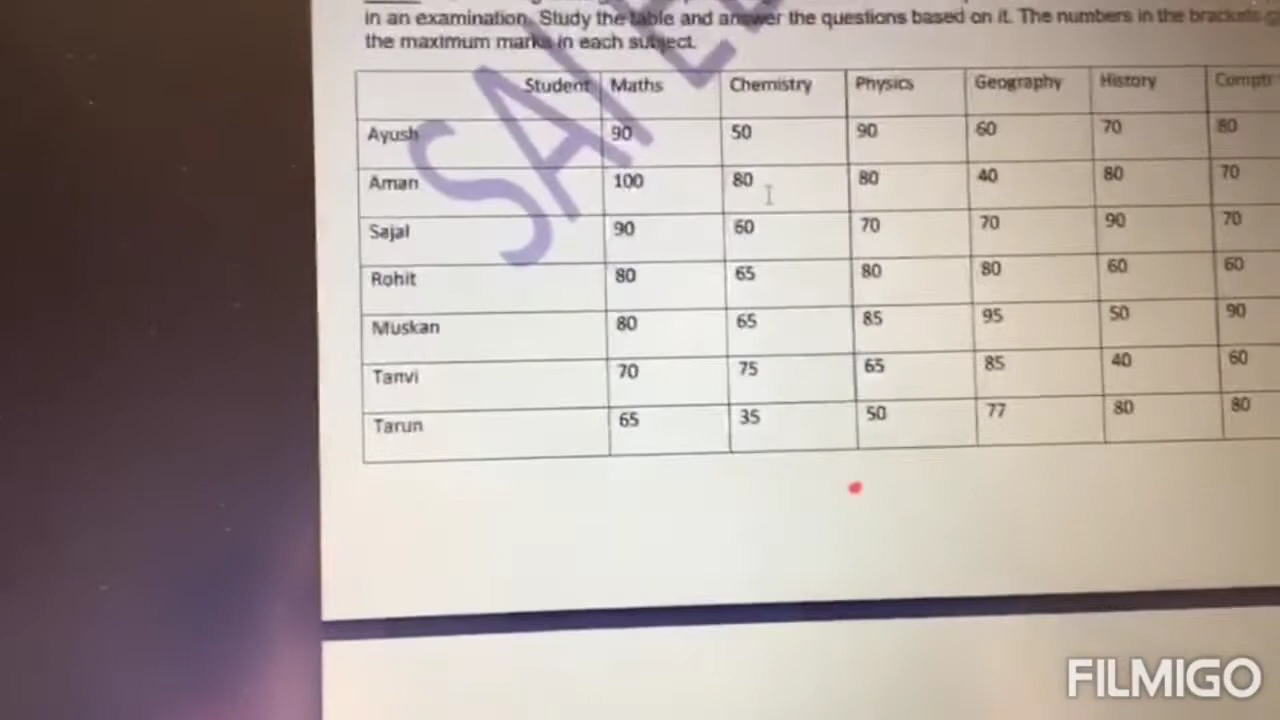 in an examination. Study the table and answer the questions based on it. The numbers in the brackets
the maximum marks in each subject.
Student Maths Chemistry Physics Geography History
Ayush 90 50 90 60 70 80
Aman 100 80 80 40 80 70
Sajal 90 60 70 70 90 70
Rohit 80 65 80 80 60 60
Muskan 80 65 85 95 50 90
Tanvi 70 75 65 85 40 60
Tarun 65 35 50 77 80 80
FILMIGO